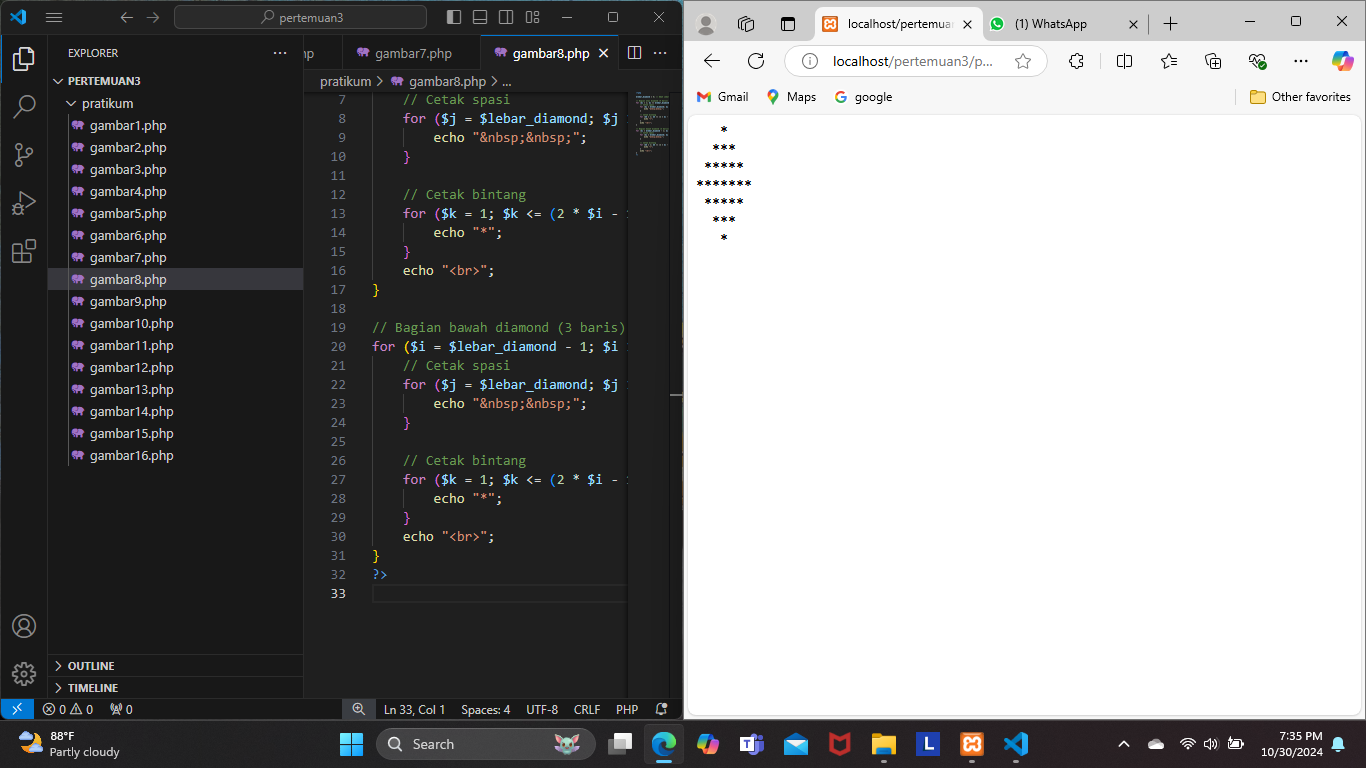 pertemuan3
EXPLORER
PERTEMUAN3
pratikum
gambar1.php
gambar2.php
gambar3.php
gambar4.php
gambar5.php
gambar6.php
gambar7.php
gambar8.php
gambar9.php
gambar10.php
gambar11.php
gambar12.php
gambar13.php
gambar14.php
gambar15.php
gambar16.php
OUTLINE
TIMELINE
hp gambar7.php gambar8.php
pratikum > gambar8.php > ...
7 // Cetak spasi
8 for ($j = $lebar_diamond; $j
9 echo "&nbsp;&nbsp;";
10 }
11
12 // Cetak bintang
13 for ($k = 1; $k <= (2 * $i -
14 echo "*";
15 }
16 echo "<br>";
17 }
18
19 // Bagian bawah diamond (3 baris)
20 for ($i = $lebar_diamond - 1; $i
21 // Cetak spasi
22 for ($j = $lebar_diamond; $j
23 echo "&nbsp;&nbsp;";
24 }
25
26 // Cetak bintang
27 for ($k = 1; $k <= (2 * $i -
28 echo "*";
29 }
30 echo "<br>";
31 }
32 ?>
33
0 0 0 Ln 33, Col 1 Spaces: 4 UTF-8 CRLF PHP
localhost/pertemuan (1) WhatsApp
localhost/pertemuan3/p...
Gmail Maps google Other favorites
*
***
*****
*******
*****
***
*
88°F
Partly cloudy
Search
L
7:35 PM
10/30/2024